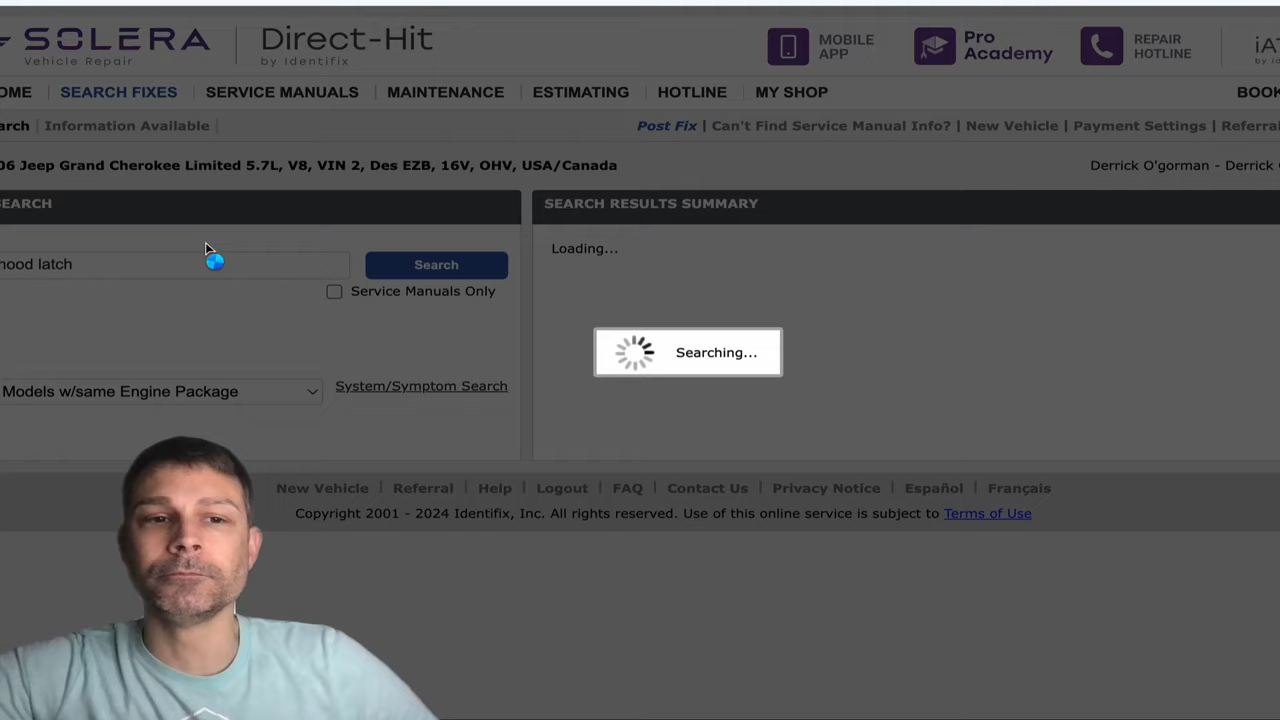 SOLERA
Vehicle Repair
Direct-Hit
by Identifix
MOBILE APP
Pro Academy
REPAIR HOTLINE
iAT
by Id
OME | SEARCH FIXES | SERVICE MANUALS | MAINTENANCE | ESTIMATING | HOTLINE | MY SHOP
BOOK
arch | Information Available |
Post Fix | Can't Find Service Manual Info? | New Vehicle | Payment Settings | Referra
06 Jeep Grand Cherokee Limited 5.7L, V8, VIN 2, Des EZB, 16V, OHV, USA/Canada
Derrick O'gorman - Derrick
EARCH
SEARCH RESULTS SUMMARY
hood latch
Search
Service Manuals Only
Loading...
Searching...
Models w/same Engine Package
System/Symptom Search
New Vehicle | Referral | Help | Logout | FAQ | Contact Us | Privacy Notice | Español | Français
Copyright 2001 - 2024 Identifix, Inc. All rights reserved. Use of this online service is subject to Terms of Use